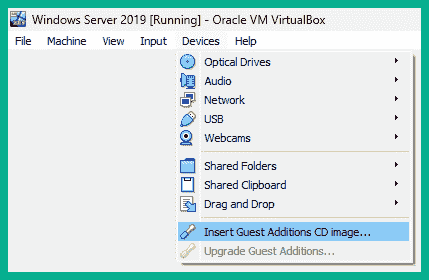 Windows Server 2019 [Running] - Oracle VM VirtualBox
File Machine View Input Devices Help
Optical Drives
Audio
Network
USB
Webcams
Shared Folders
Shared Clipboard
Drag and Drop
Insert Guest Additions CD image...
Upgrade Guest Additions...